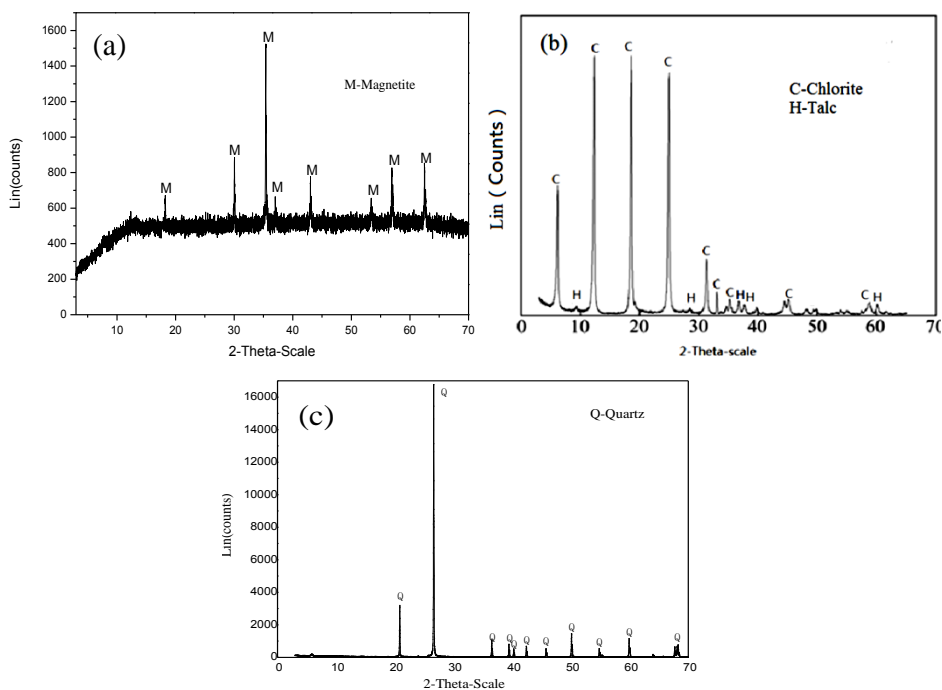 (a)
M-Magnetite
Lin(counts)
1600
1400
1200
1000
800
600
400
200
0
M
M
M
M
M
M
M
M
10
20
30
40
50
60
70
2-Theta-Scale
(b)
C-Chlorite
H-Talc
Lin ( Counts )
C
C
C
C
C
H
H
C
C
H
H
C
C
H
0
10
20
30
40
50
60
70
2-Theta-scale
(c)
Q-Quartz
Lin(counts)
16000
14000
12000
10000
8000
6000
4000
2000
0
Q
Q
Q
Q
Q
Q
Q
Q
Q
Q
Q
0
10
20
30
40
50
60
70
2-Theta-Scale